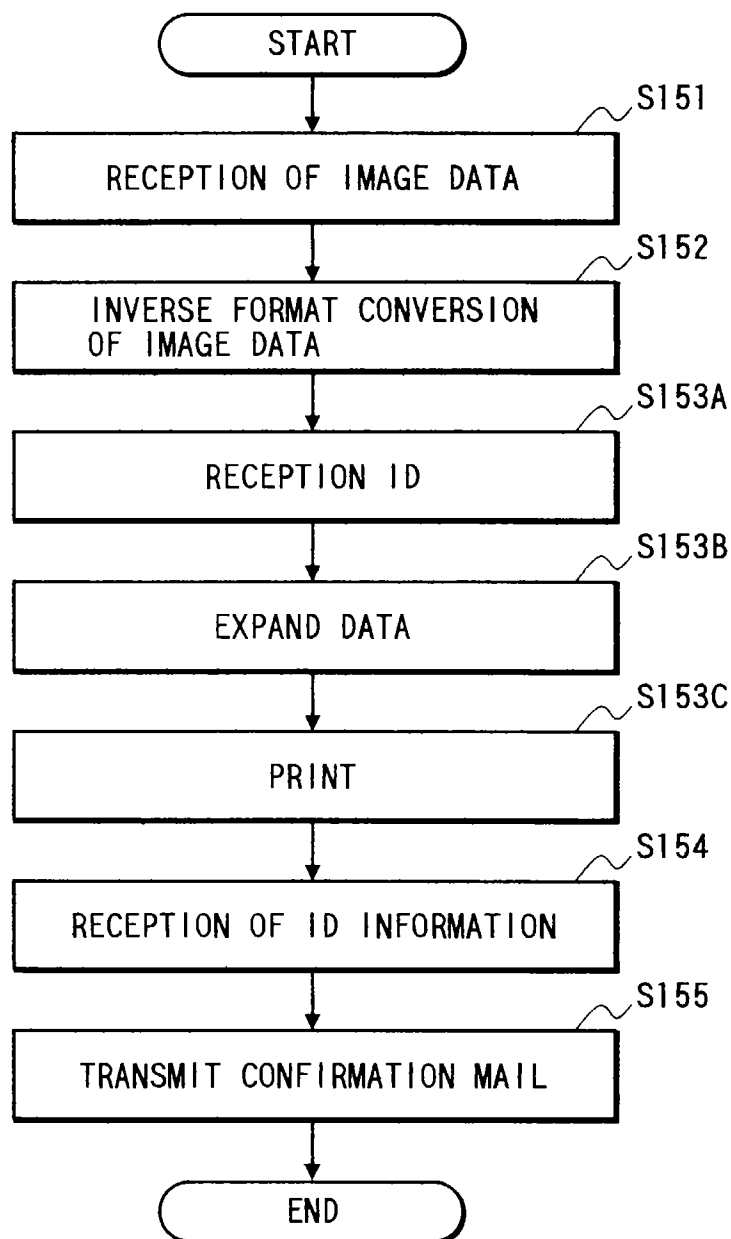 START
S151
RECEPTION OF IMAGE DATA
S152
INVERSE FORMAT CONVERSION
OF IMAGE DATA
S153A
RECEPTION ID
S153B
EXPAND DATA
S153C
PRINT
S154
RECEPTION OF ID INFORMATION
S155
TRANSMIT CONFIRMATION MAIL
END